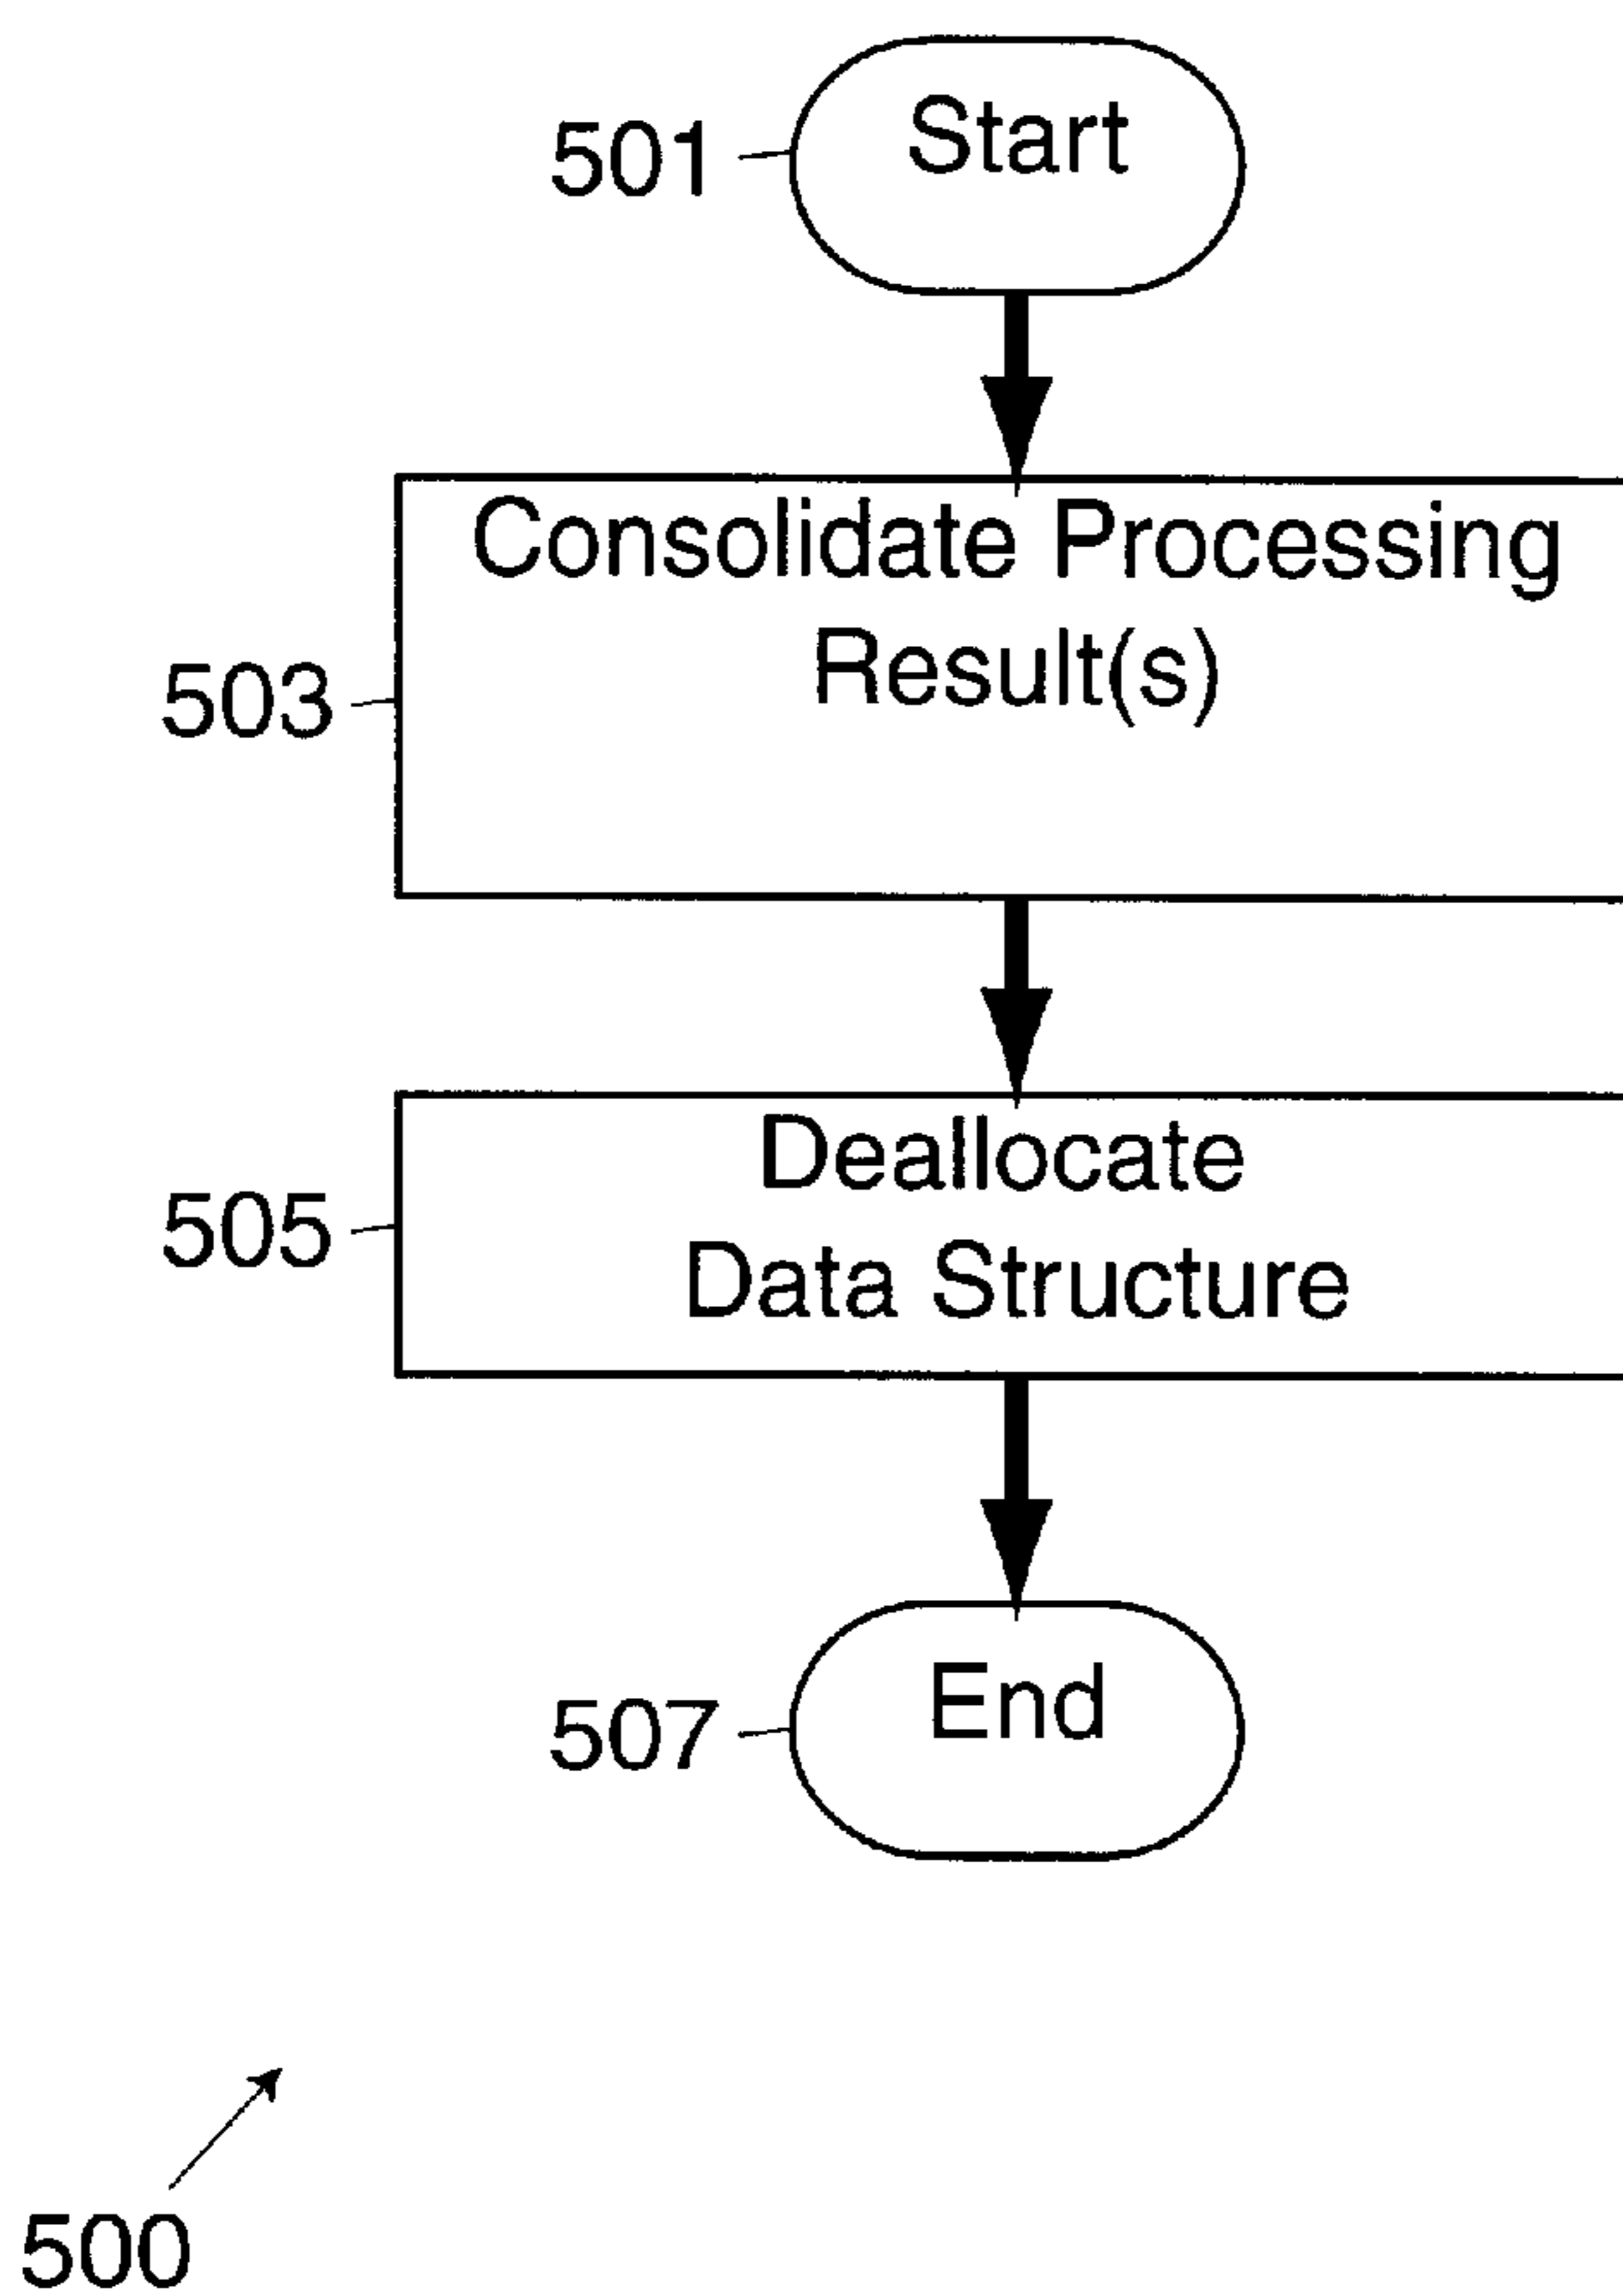 501
Start
Consolidate Processing
Result(s)
503
Deallocate
505
Data Structure
End
507
500